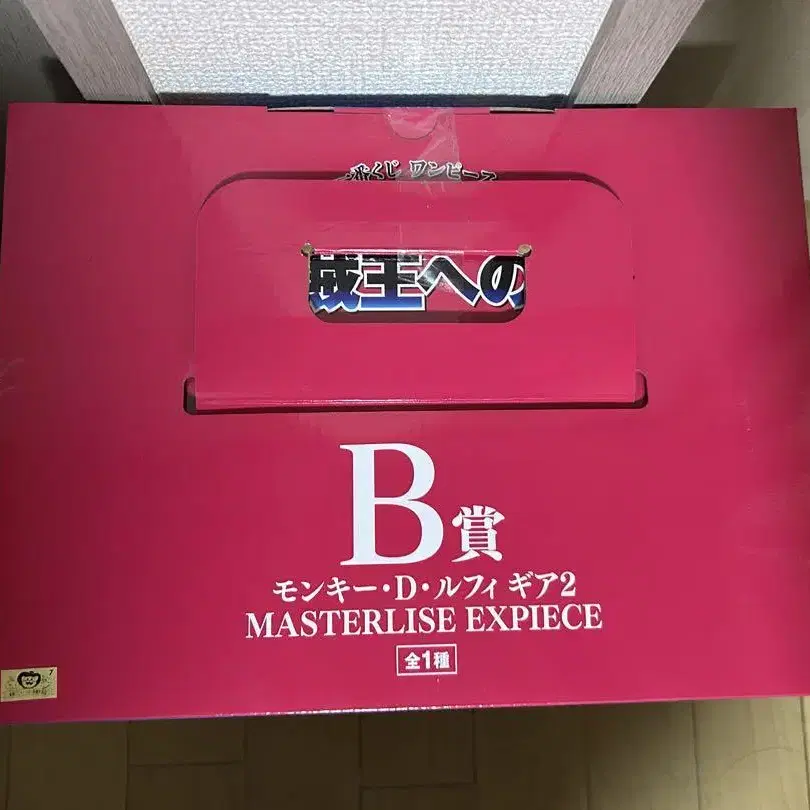 一番くじ ワンピース
賊王への
B賞
モンキー・D・ルフィ ギア2
MASTERLISE EXPIECE
全1種